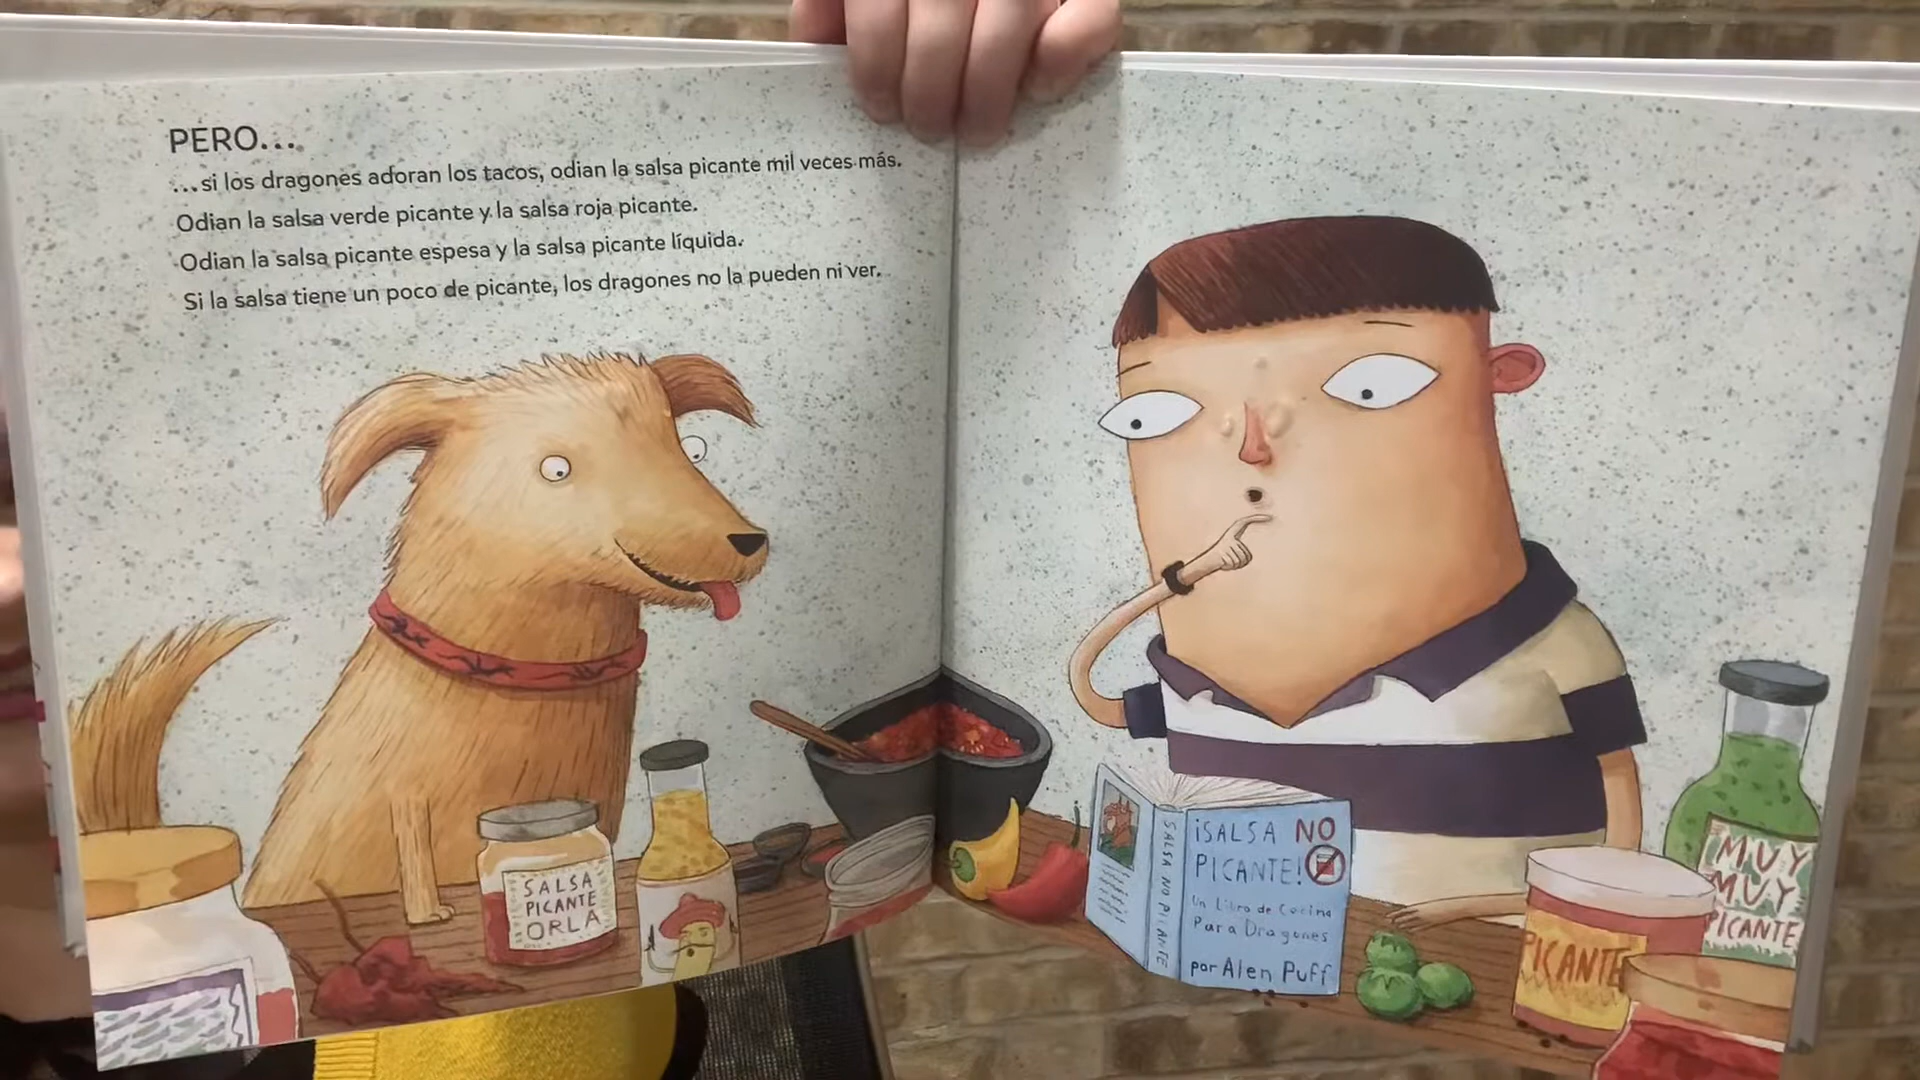 PERO...
...si los dragones adoran los tacos, odian la salsa picante mil veces más.
Odian la salsa verde picante y la salsa roja picante.
Odian la salsa picante espesa y la salsa picante líquida.
Si la salsa tiene un poco de picante, los dragones no la pueden ni ver.
SALSA
PICANTE
ORLA
SALSA NO PICANTE
¡SALSA NO
PICANTE!
Un Libro de Cocina
Para Dragones
por Alen Puff
PICANTE
MUY
MUY
PICANTE